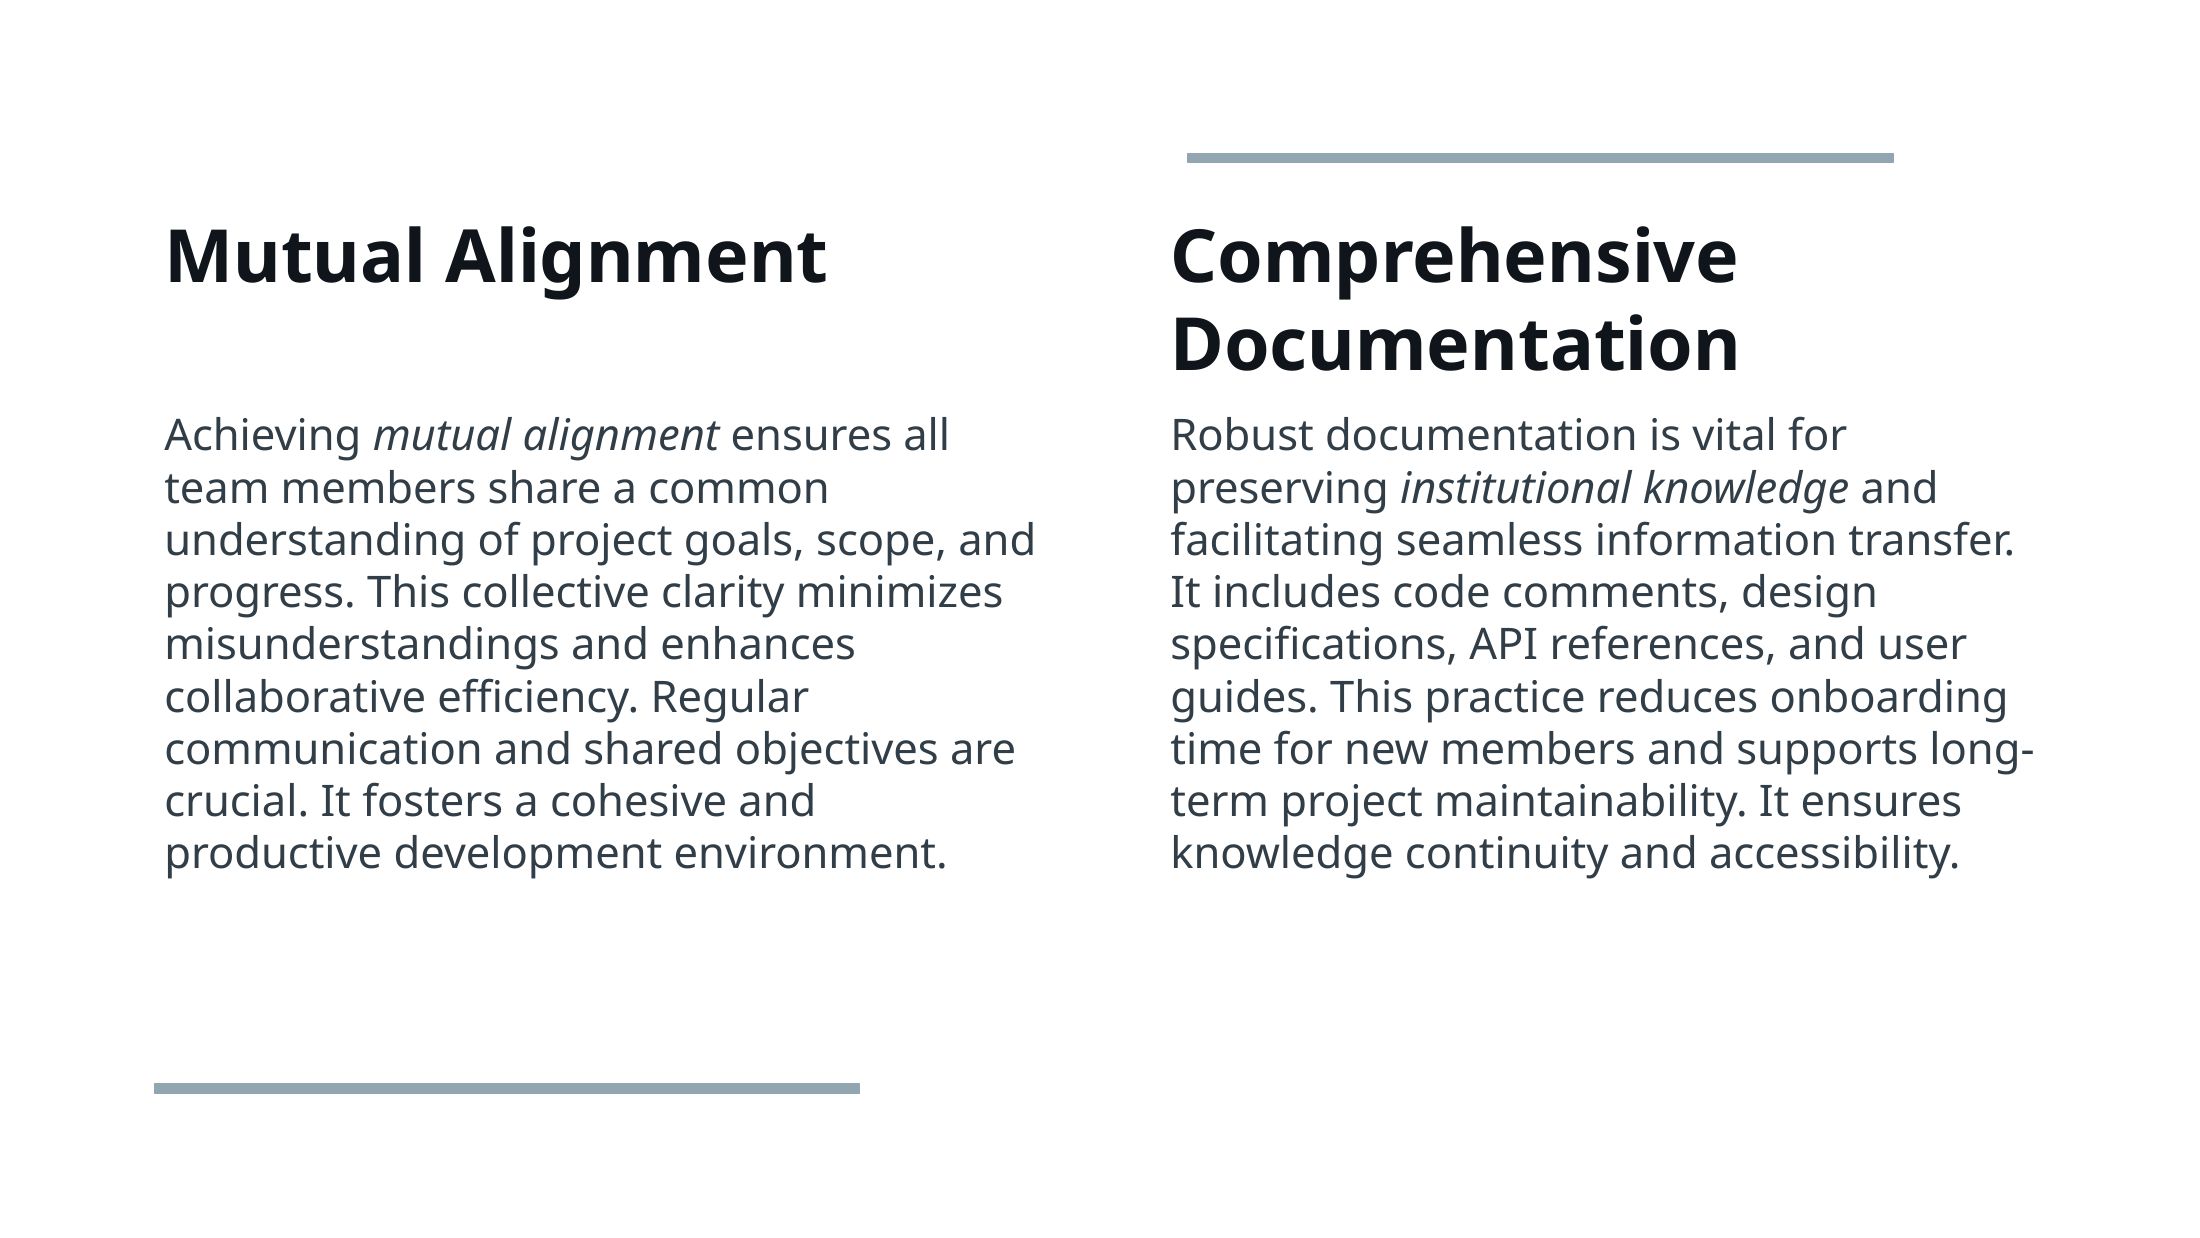 Mutual Alignment
Achieving mutual alignment ensures all
team members share a common
understanding of project goals, scope, and
progress. This collective clarity minimizes
misunderstandings and enhances
collaborative efficiency. Regular
communication and shared objectives are
crucial. It fosters a cohesive and
productive development environment.
Comprehensive
Documentation
Robust documentation is vital for
preserving institutional knowledge and
facilitating seamless information transfer.
It includes code comments, design
specifications, API references, and user
guides. This practice reduces onboarding
time for new members and supports long-
term project maintainability. It ensures
knowledge continuity and accessibility.